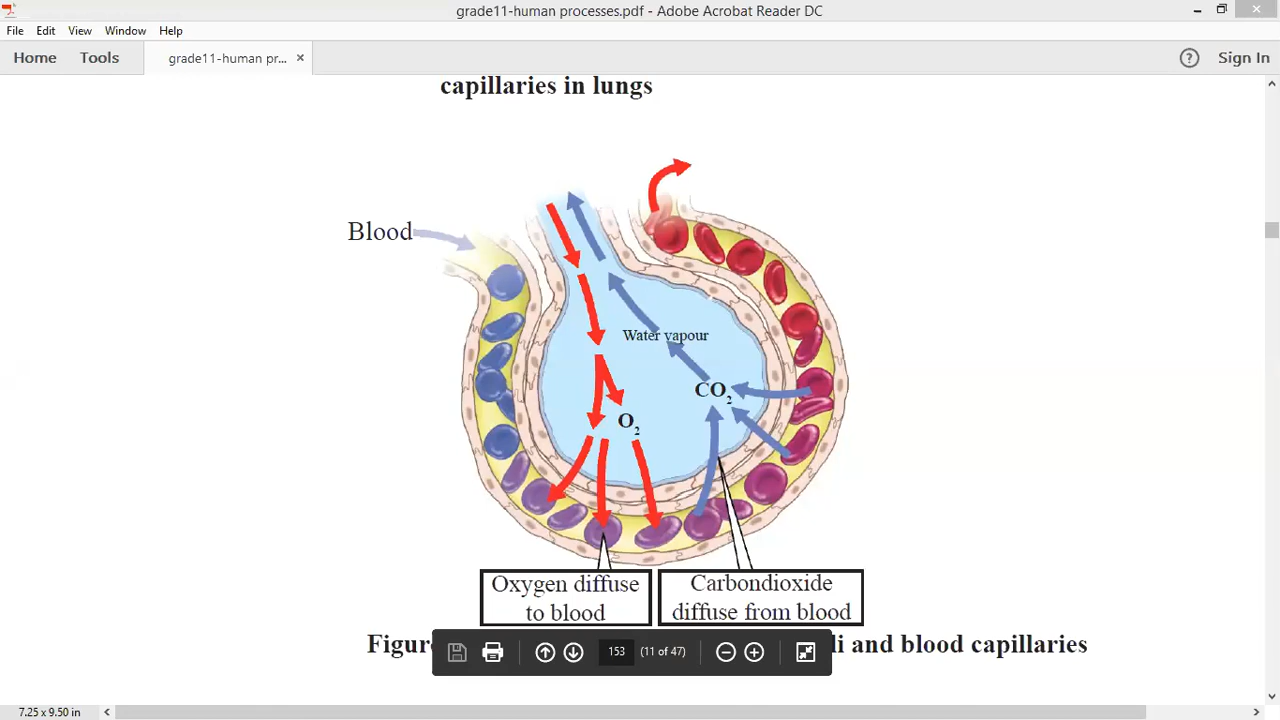 grade11-human processes.pdf - Adobe Acrobat Reader DC
File Edit View Window Help
Home Tools grade11-human pr... × ? Sign In
capillaries in lungs
Blood
Water vapour
CO2
O2
Oxygen diffuse
to blood
Carbondioxide
diffuse from blood
and blood capillaries
153 (11 of 47)
7.25 x 9.50 in